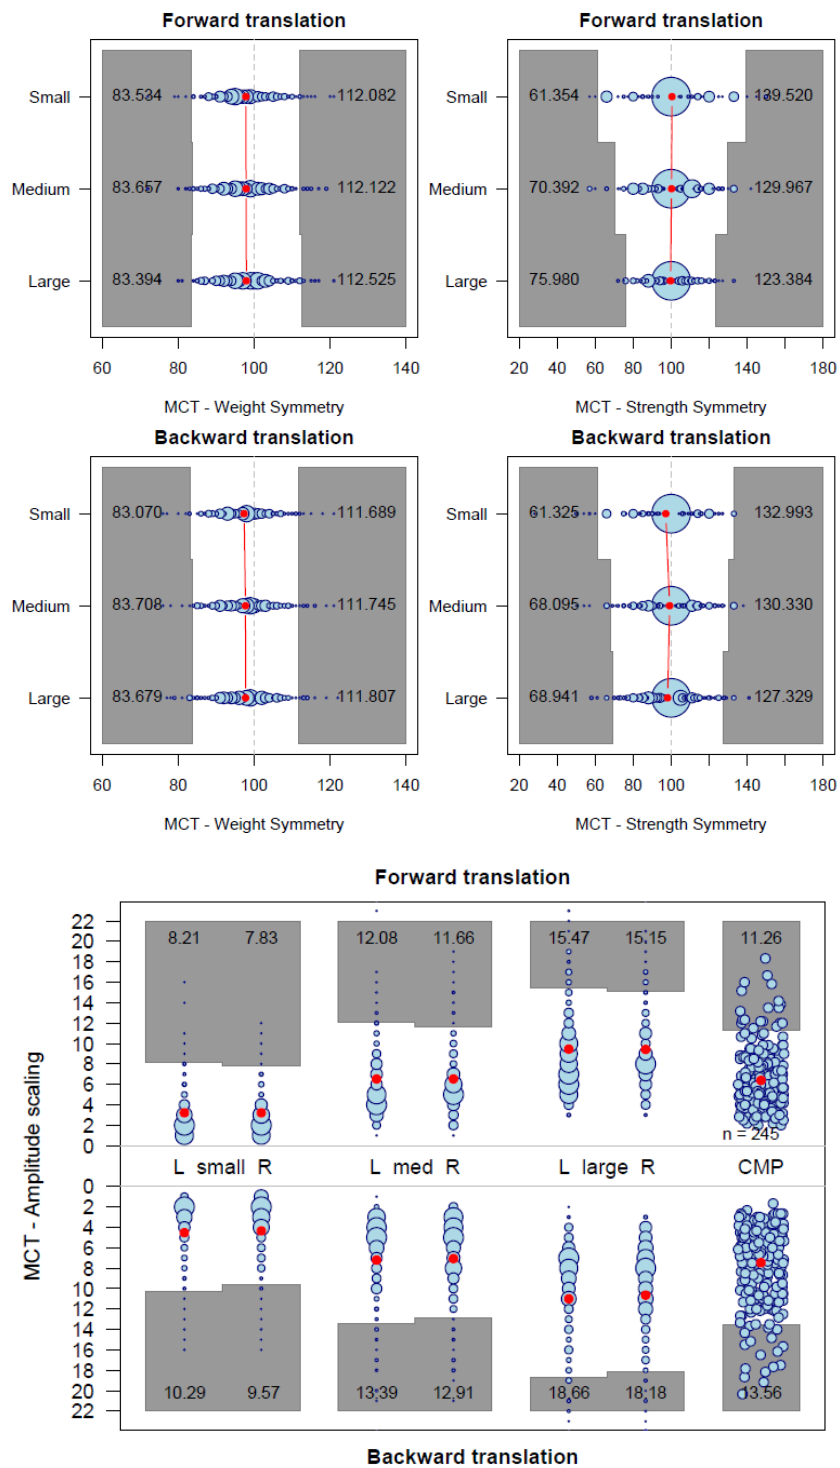 Forward translation Forward translation
Small 83.534 112.082 61.354 139.520
Medium 83.657 112.122 70.392 129.967
Large 83.394 112.525 75.980 123.384
60 80 100 120 140 20 40 60 80 100 120 140 180
MCT - Weight Symmetry MCT - Strength Symmetry
Backward translation Backward translation
Small 83.070 111.689 Small 61.325 132.993
Medium 83.708 111.745 Medium 68.095 130.330
Large 83.679 111.807 Large 68.941 127.329
60 80 100 120 140 20 40 60 80 100 120 140 180
MCT - Weight Symmetry MCT - Strength Symmetry
Forward translation
MCT - Amplitude scaling
22 8.21 7.83 12.08 11.66 15.47 15.15 11.26
20
18
16
14
12
10
8
6
4
2 n = 245
0
L small R L med R L large R CMP
0
2
4
6
8
10
12
14
16
18
20 10.29 9.57 13.39 12.91 18.66 18.18 13.56
22
Backward translation